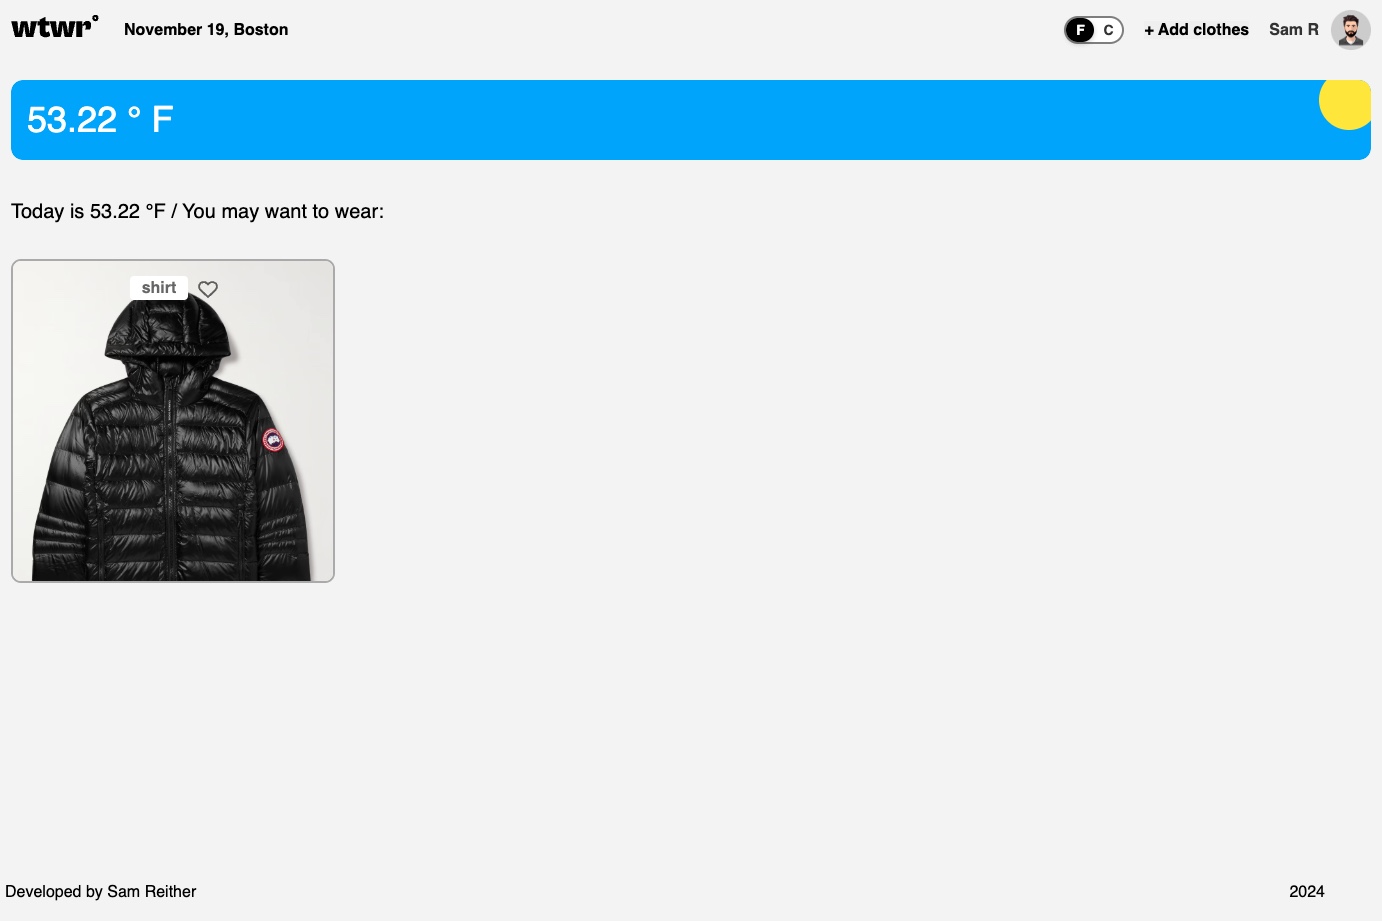 wtwr°
November 19, Boston
F C
+ Add clothes
Sam R
53.22 ° F
Today is 53.22 °F / You may want to wear:
shirt
Developed by Sam Reither
2024